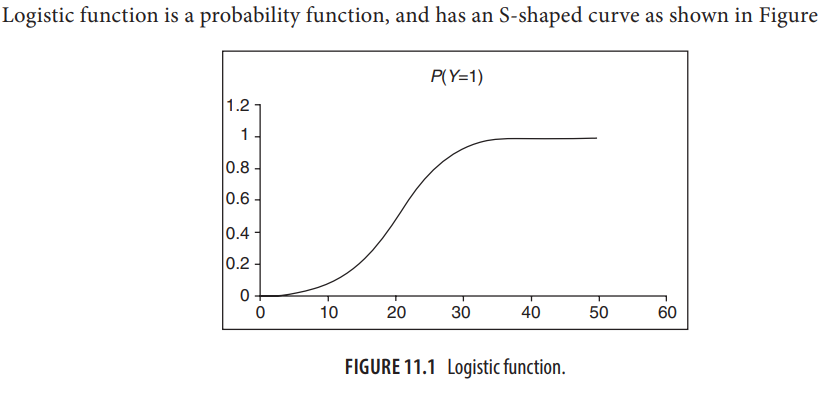 Logistic function is a probability function, and has an S-shaped curve as shown in Figure
P(Y=1)
1.2
1
0.8
0.6
0.4
0.2
0
0 10 20 30 40 50 60
FIGURE 11.1 Logistic function.